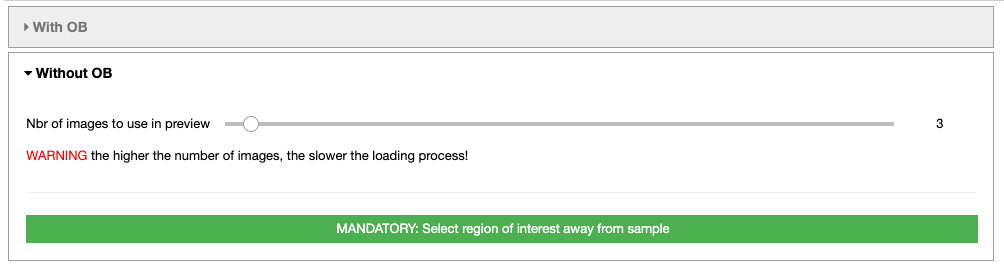 With OB
Without OB
Nbr of images to use in preview 3
WARNING the higher the number of images, the slower the loading process!
MANDATORY: Select region of interest away from sample